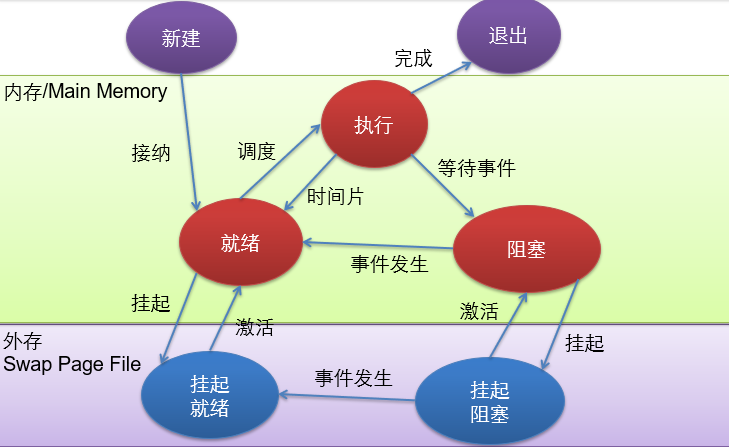 新建
退出
完成
内存/Main Memory
执行
接纳
调度
等待事件
时间片
就绪
阻塞
事件发生
挂起
激活
激活
挂起
外存
Swap Page File
事件发生
挂起
就绪
挂起
阻塞